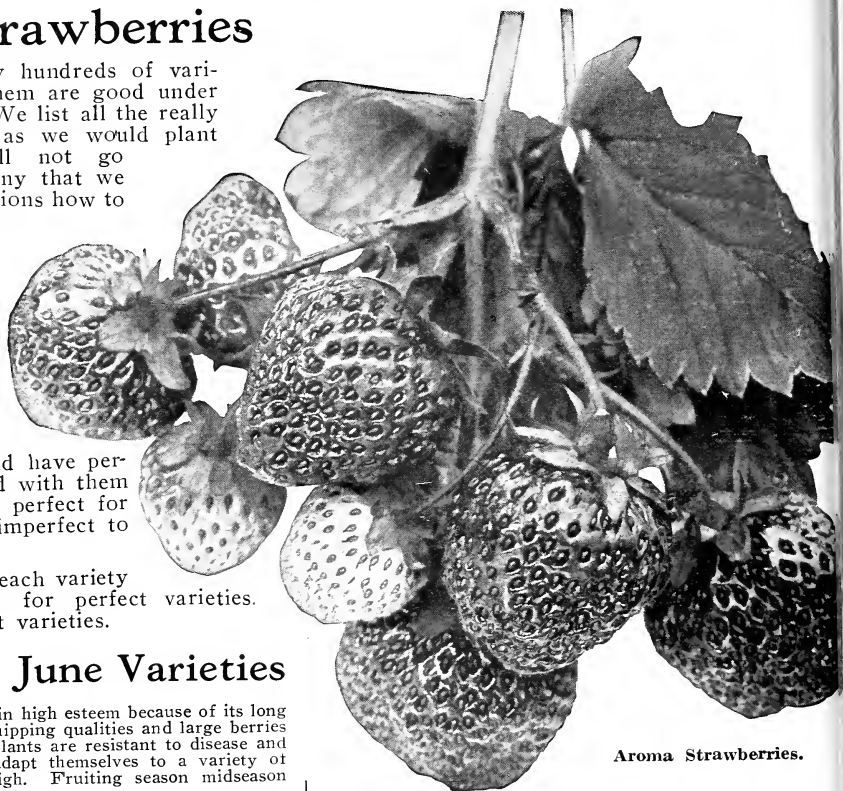 rawberries
hundreds of vari-
hem are good under
We list all the really
as we would plant
ll not go
ny that we
ions how to
d have per-
l with them
perfect for
imperfect to
each variety
for perfect varieties.
t varieties.
June Varieties
in high esteem because of its long
hipping qualities and large berries
lants are resistant to disease and
dapt themselves to a variety of
igh. Fruiting season midseason
Aroma Strawberries.